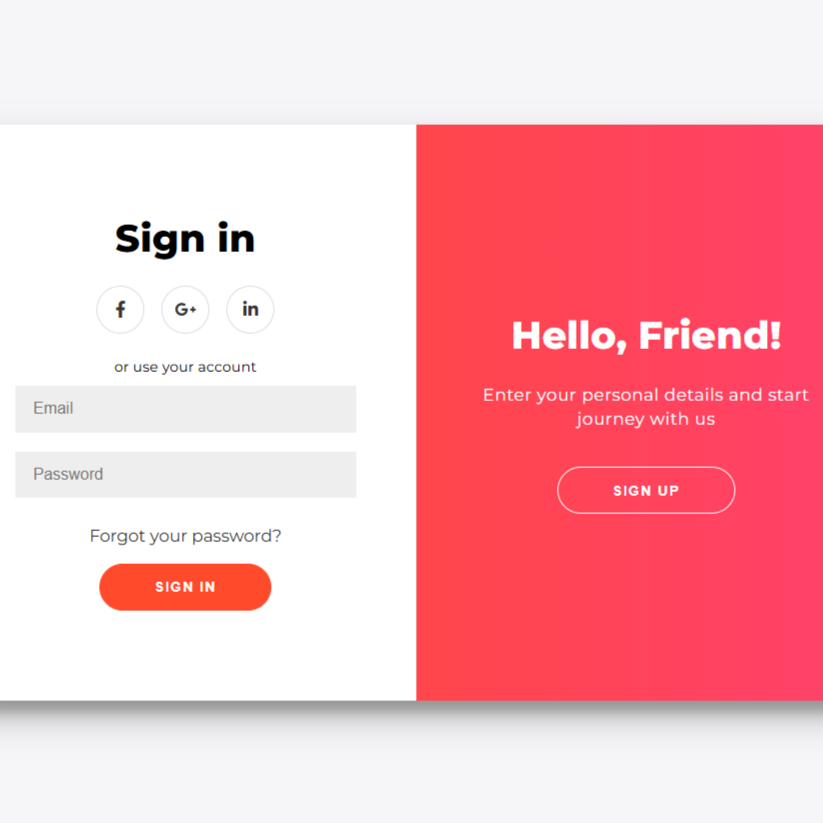 Sign in
f
G+
in
or use your account
Email
Password
Forgot your password?
SIGN IN
Hello, Friend!
Enter your personal details and start
journey with us
SIGN UP